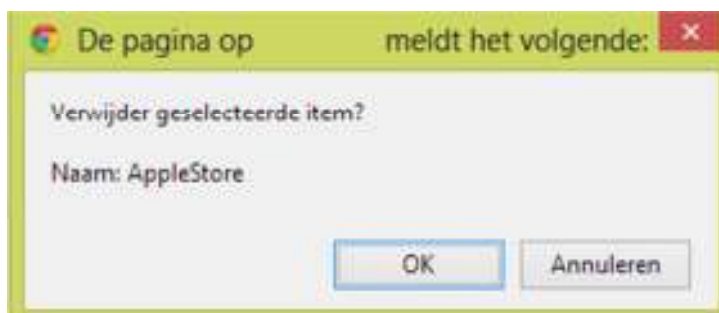 De pagina op meldt het volgende:
Verwijder geselecteerde item?
Naam: AppleStore
OK Annuleren